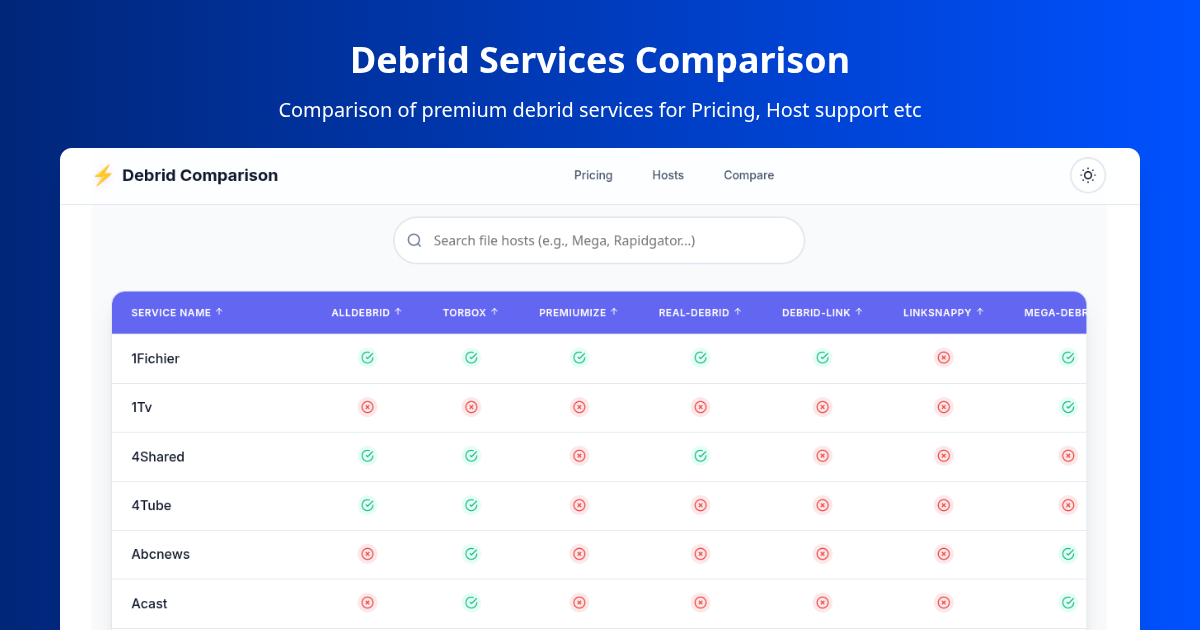 Debrid Services Comparison
Comparison of premium debrid services for Pricing, Host support etc
Debrid Comparison
Pricing Hosts Compare
Search file hosts (e.g., Mega, Rapidgator...)
SERVICE NAME ↑ ALLDEBRID ↑ TORBOX ↑ PREMIUMIZE ↑ REAL-DEBRID ↑ DEBRID-LINK ↑ LINKSNAPPY ↑ MEGA-DEBR
1Fichier
1Tv
4Shared
4Tube
Abcnews
Acast